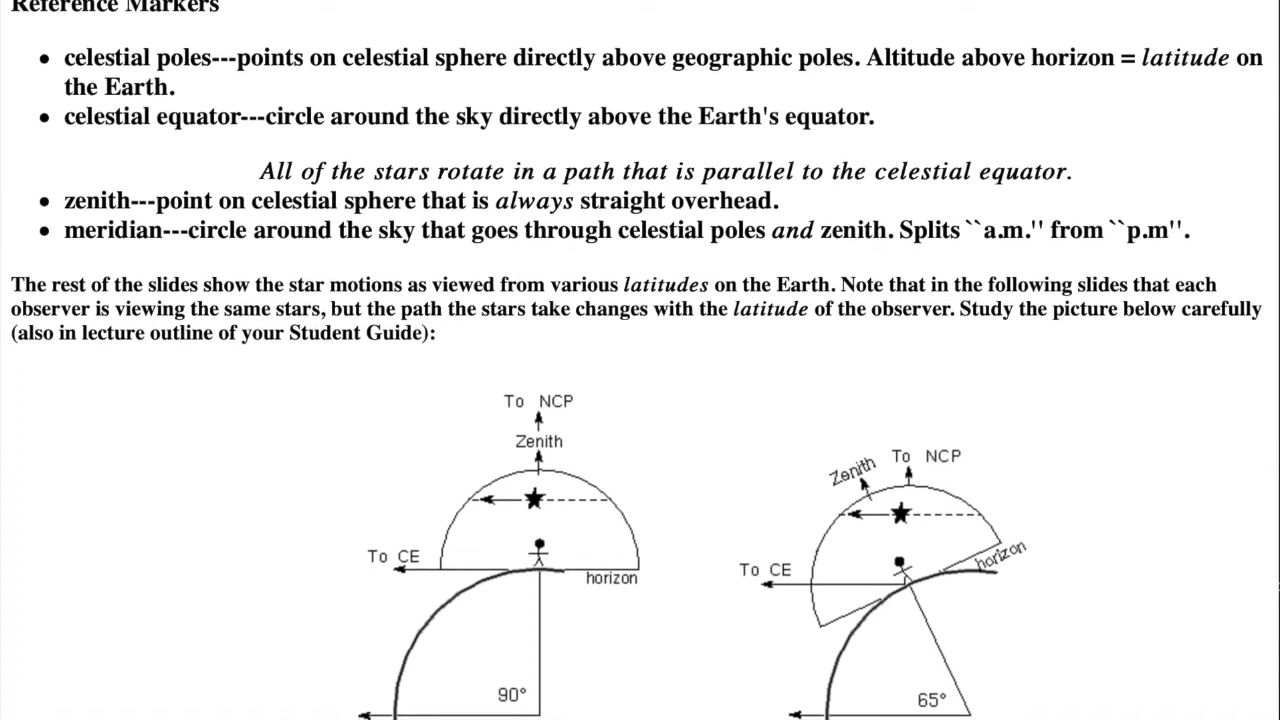 Reference Markers
celestial poles---points on celestial sphere directly above geographic poles. Altitude above horizon = latitude on
the Earth.
celestial equator---circle around the sky directly above the Earth's equator.
All of the stars rotate in a path that is parallel to the celestial equator.
zenith---point on celestial sphere that is always straight overhead.
meridian---circle around the sky that goes through celestial poles and zenith. Splits ``a.m.'' from ``p.m''.
The rest of the slides show the star motions as viewed from various latitudes on the Earth. Note that in the following slides that each
observer is viewing the same stars, but the path the stars take changes with the latitude of the observer. Study the picture below carefully
(also in lecture outline of your Student Guide):
To NCP
Zenith
To CE
horizon
90°
To NCP
Zenith
To CE
horizon
65°